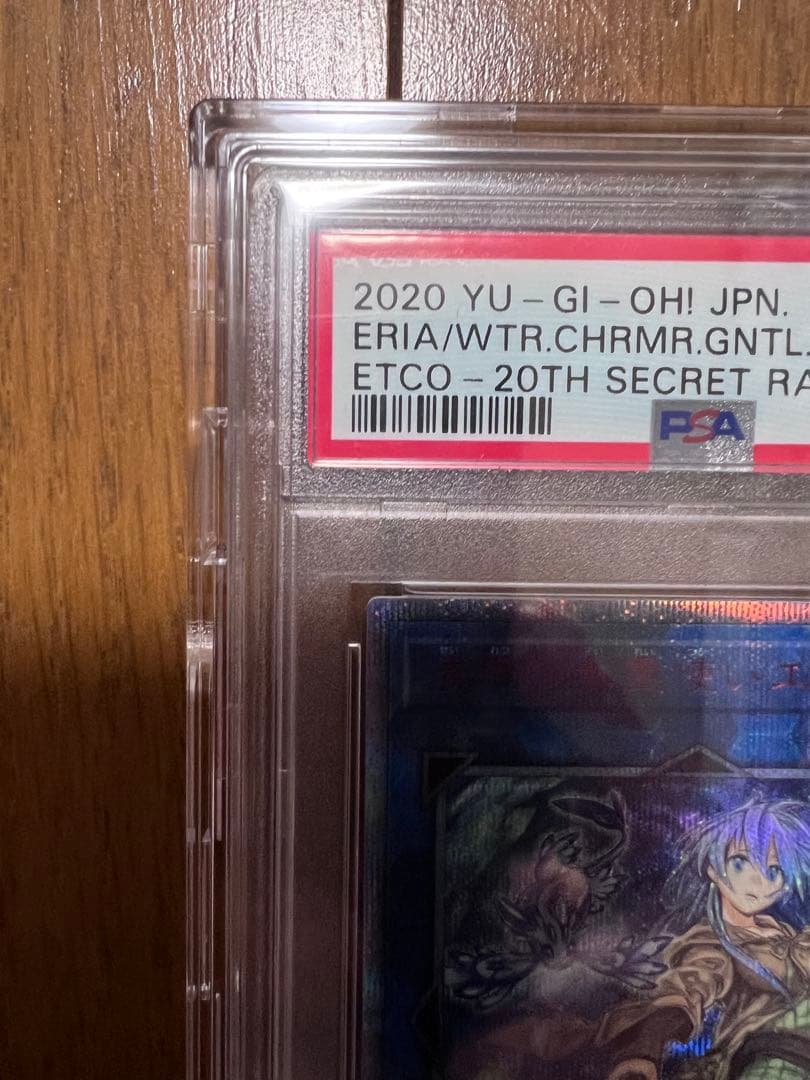 2020 YU-GI-OH! JPN.
ERIA/WTR.CHRMR.GNTL.
ETCO-20TH SECRET RA
PSA